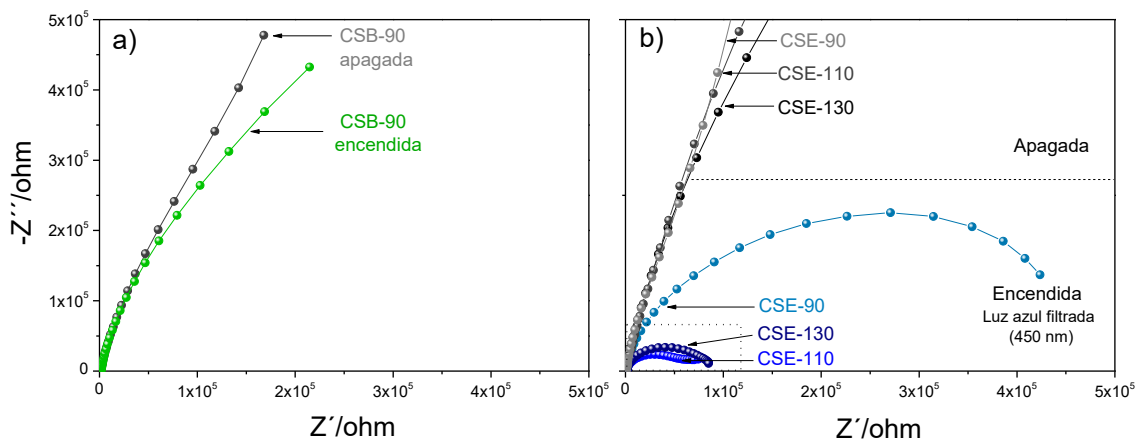 a)
CSB-90
apagada
CSB-90
encendida
5x10⁵
4x10⁵
3x10⁵
2x10⁵
1x10⁵
0
-Z´´/ohm
0
1x10⁵
2x10⁵
3x10⁵
4x10⁵
5x10⁵
Z´/ohm
b)
CSE-90
CSE-110
CSE-130
Apagada
CSE-90
Encendida
Luz azul filtrada
(450 nm)
CSE-130
CSE-110
0
1x10⁵
2x10⁵
3x10⁵
4x10⁵
5x10⁵
Z´/ohm